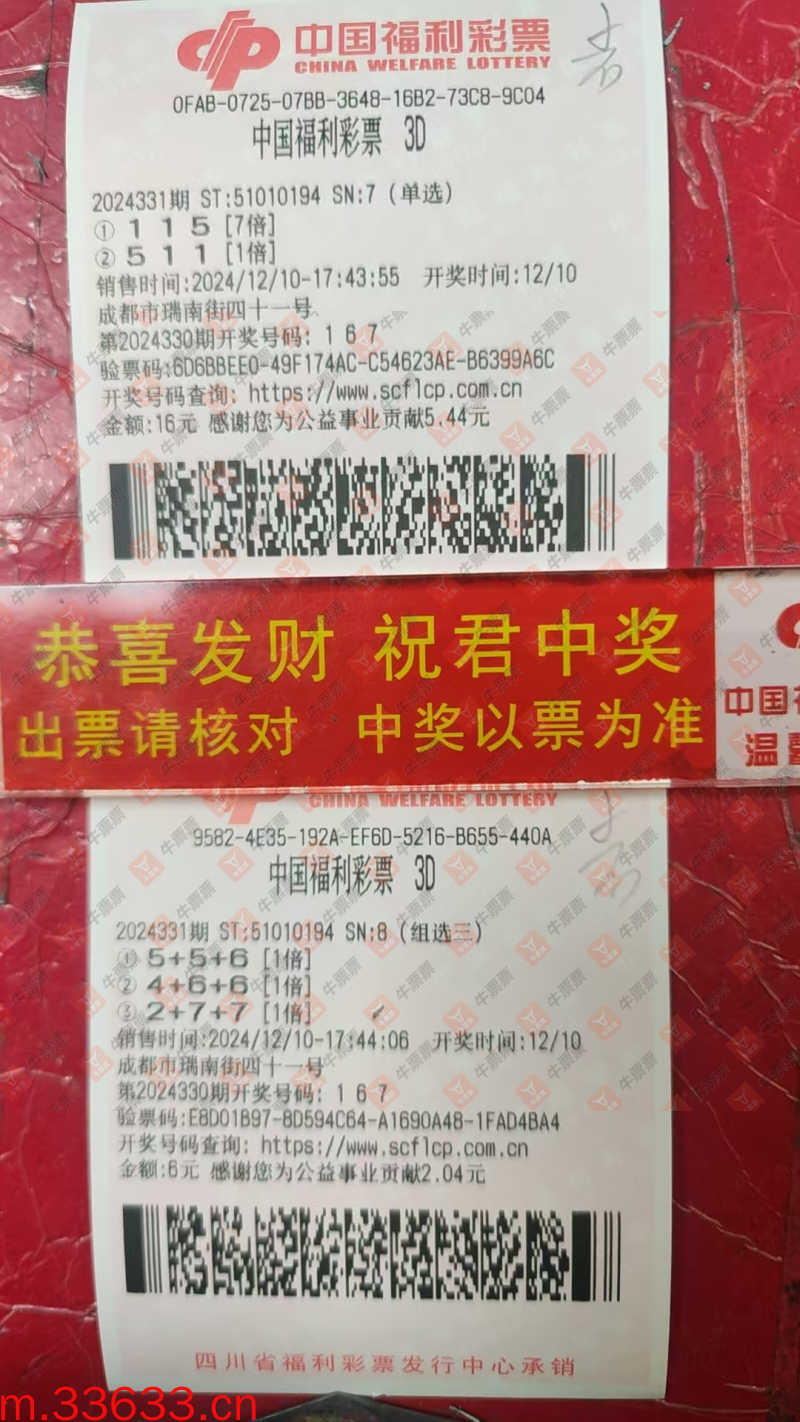 中国福利彩票
CHINA WELFARE LOTTERY
0FAB-0725-07BB-3648-16B2-73C8-9C04
中国福利彩票 3D
2024331期 ST:51010194 SN:7 (单选)
① 1 1 5 [7倍]
② 5 1 1 [1倍]
销售时间:2024/12/10-17:43:55 开奖时间:12/10
成都市瑞南街四十一号
第2024330期开奖号码: 1 6 7
验票码:6D6BBEE0-49F174AC-C54623AE-B6399A6C
开奖号码查询: https://www.scflcp.com.cn
金额:16元 感谢您为公益事业贡献5.44元
恭喜发财 祝君中奖
出票请核对 中奖以票为准
中国
温
CHINA WELFARE LOTTERY
9582-4E35-192A-EF6D-5216-B655-440A
中国福利彩票 3D
2024331期 ST:51010194 SN:8 (组选三)
① 5+5+6 [1倍]
② 4+6+6 [1倍]
③ 2+7+7 [1倍]
销售时间:2024/12/10-17:44:06 开奖时间:12/10
成都市瑞南街四十一号
第2024330期开奖号码: 1 6 7
验票码:E8D01B97-8D594C64-A1690A48-1FAD4BA4
开奖号码查询: https://www.scflcp.com.cn
金额:6元 感谢您为公益事业贡献2.04元
四川省福利彩票发行中心承销
m.33633.cn
牛票票